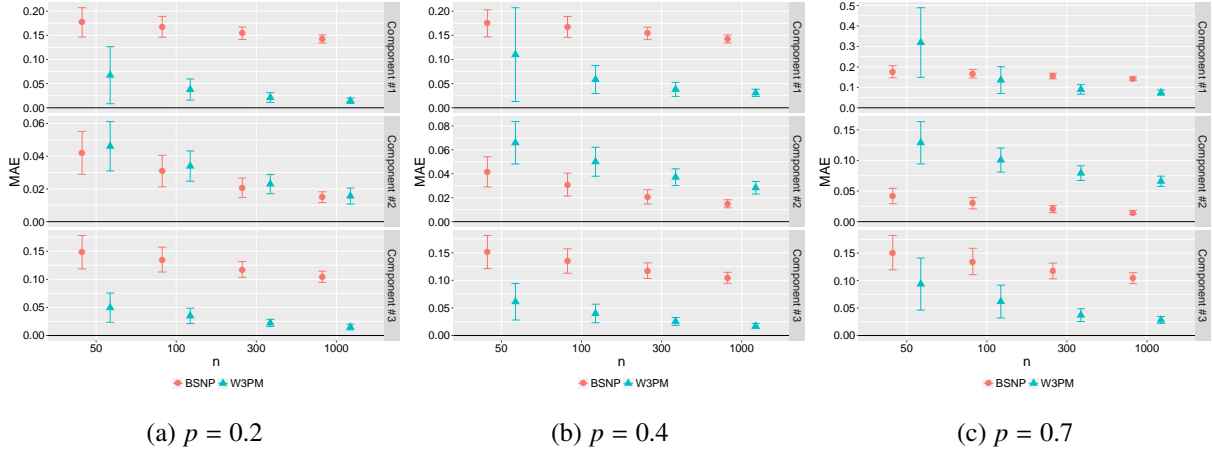 MAE
0.20
0.15
0.10
0.05
0.00
Component #1
0.06
0.04
0.02
0.00
Component #2
0.15
0.10
0.05
0.00
Component #3
50 100 300 1000
n
BSNP W3PM
(a) p = 0.2
MAE
0.20
0.15
0.10
0.05
0.00
Component #1
0.08
0.06
0.04
0.02
0.00
Component #2
0.15
0.10
0.05
0.00
Component #3
50 100 300 1000
n
BSNP W3PM
(b) p = 0.4
MAE
0.5
0.4
0.3
0.2
0.1
0.0
Component #1
0.15
0.10
0.05
0.00
Component #2
0.15
0.10
0.05
0.00
Component #3
50 100 300 1000
n
BSNP W3PM
(c) p = 0.7